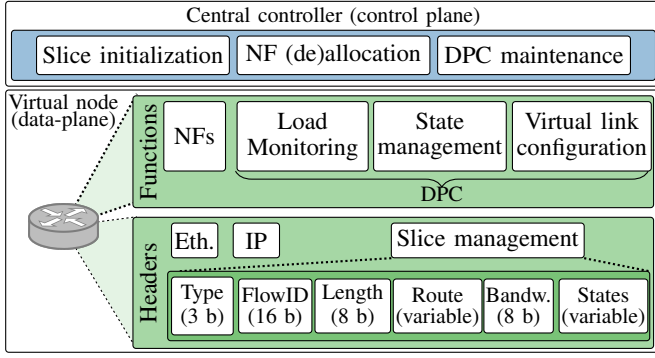 Central controller (control plane)
Slice initialization NF (de)allocation DPC maintenance
Virtual node
(data-plane)
Functions
NFs
Load
Monitoring
State
management
Virtual link
configuration
DPC
Headers
Eth. IP Slice management
Type
(3 b)
FlowID
(16 b)
Length
(8 b)
Route
(variable)
Bandw.
(8 b)
States
(variable)